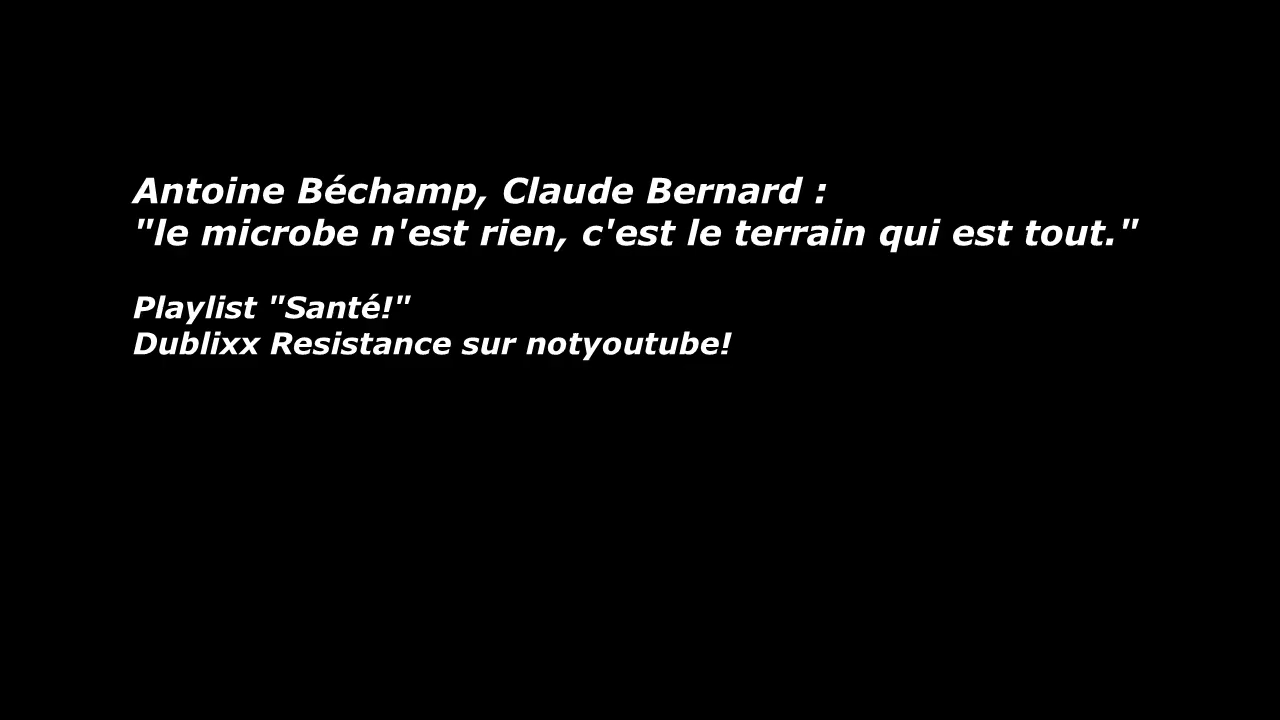 Antoine Béchamp, Claude Bernard :
"le microbe n'est rien, c'est le terrain qui est tout."
Playlist "Santé!"
Dublixx Resistance sur notyoutube!